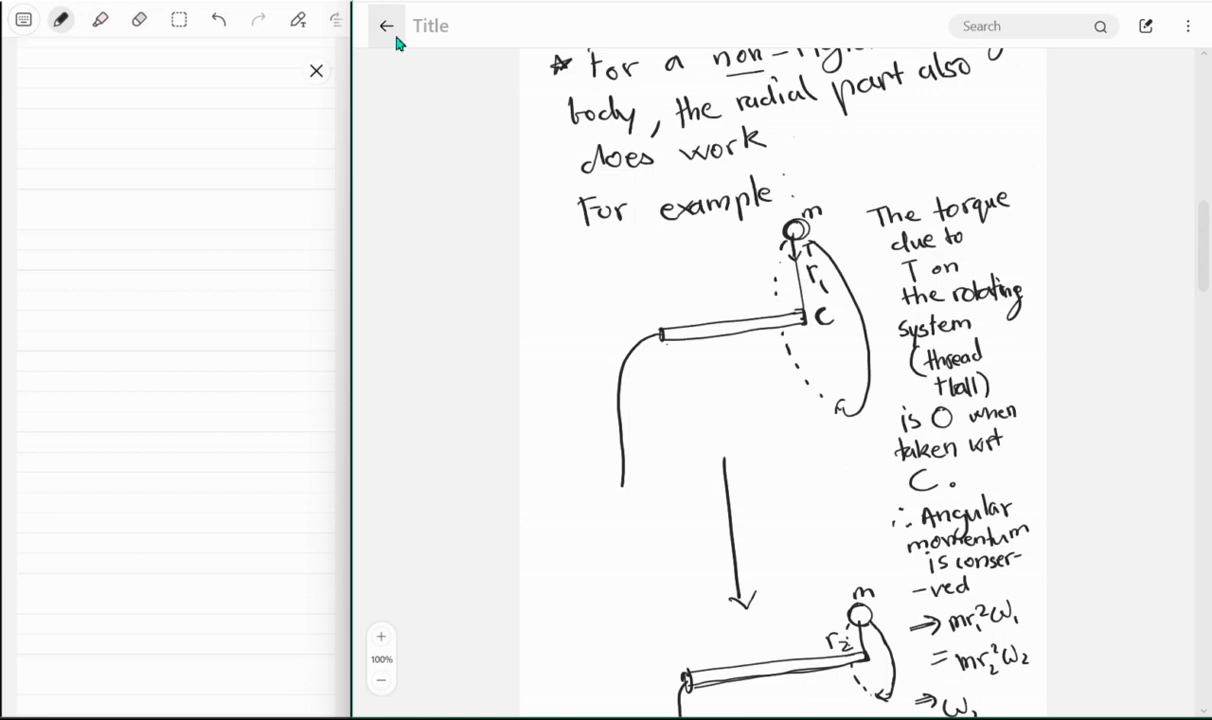 Title
Search
* For a non-rigid
body, the radial part also
does work
For example:
m
T
r₁
C
The torque
due to
T on
the rotating
system
(thread
+ball)
is 0 when
taken wrt
C.
∴ Angular
momentum
is conser-
-ved
⇒ mr₁²ω₁
= mr₂²ω₂
⇒ ω₂
m
r₂
100%